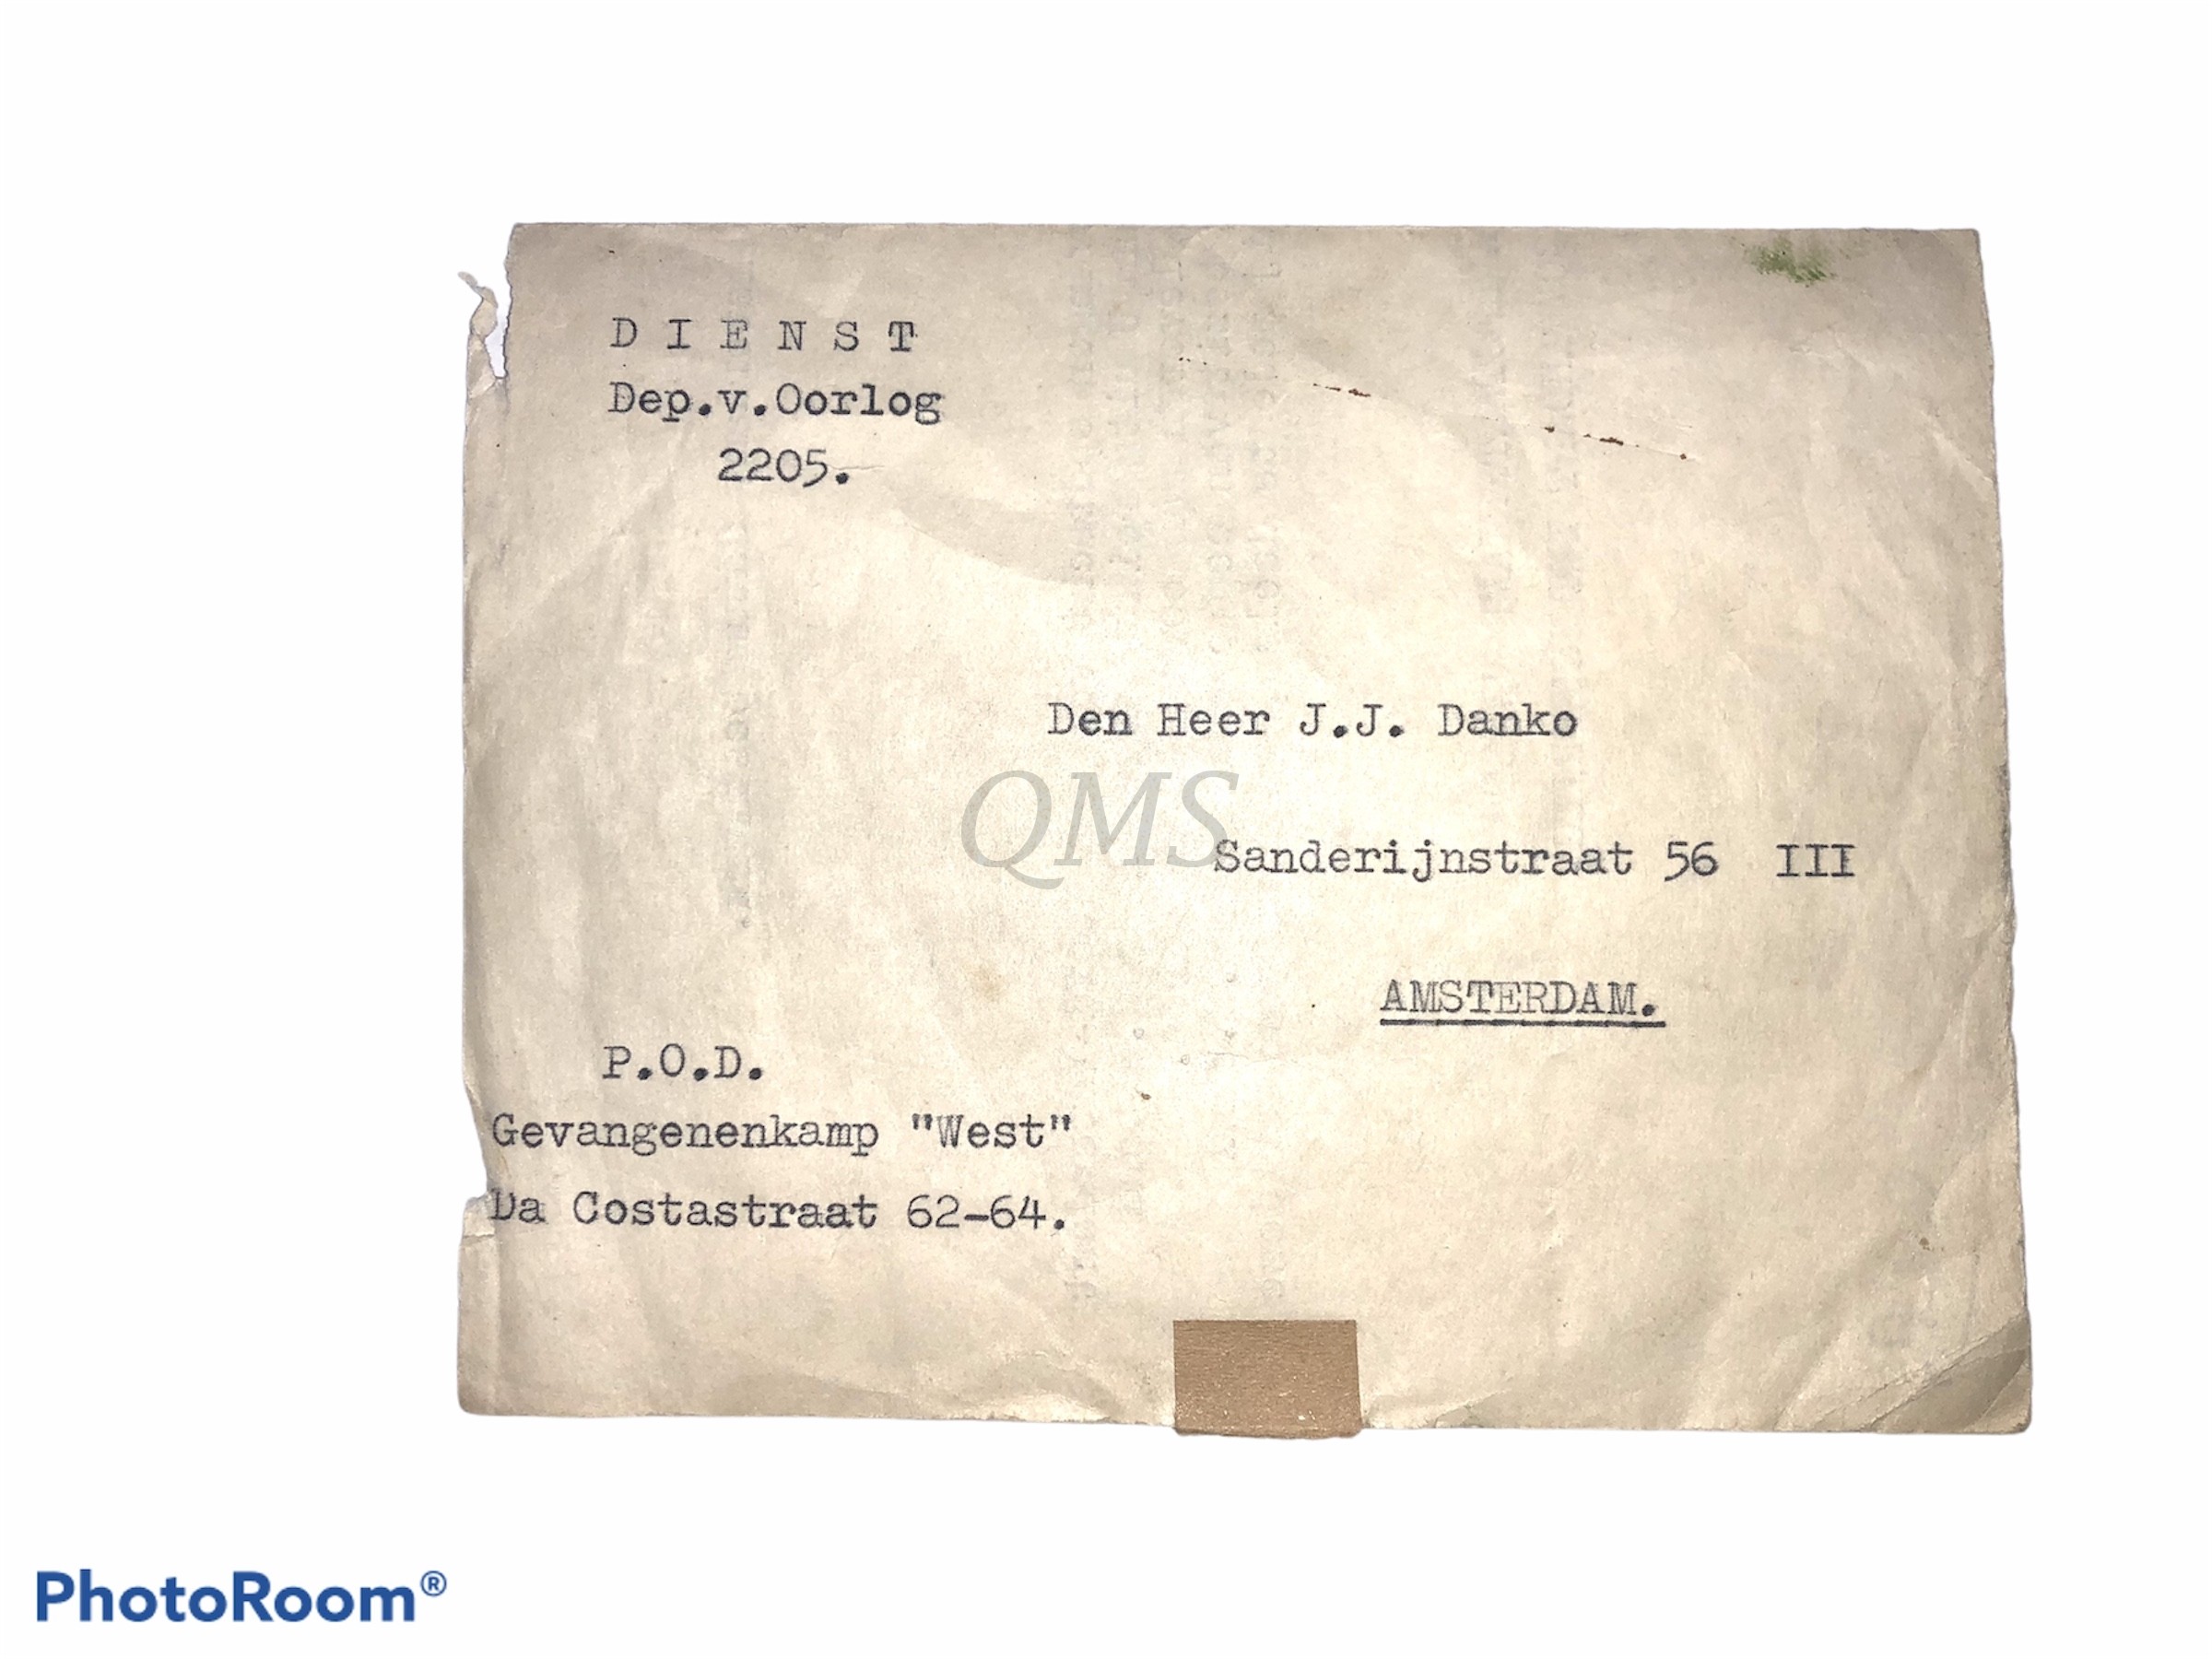 D I E N S T
Dep.v.Oorlog
2205.
Den Heer J.J. Danko
QMS
Sanderijnstraat 56 III
AMSTERDAM.
P.O.D.
Gevangenenkamp "West"
Da Costastraat 62-64.
PhotoRoom®